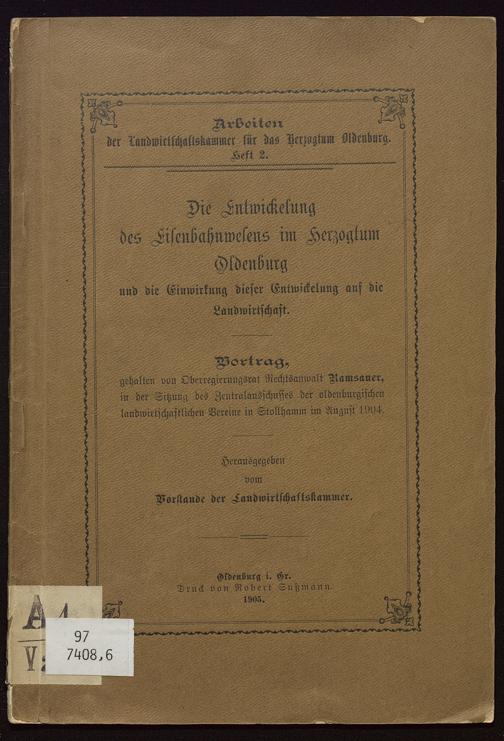 Arbeiten
der Landwirtschaftskammer für das Herzogtum Oldenburg.
Heft 2.
Die Entwickelung
des Eisenbahnwesens im Herzogtum
Oldenburg
und die Einwirkung dieser Entwickelung auf die
Landwirtschaft.
Vortrag,
gehalten von Oberregierungsrat Rechtsanwalt Ramsauer,
in der Sitzung des Zentralausschusses der oldenburgischen
landwirtschaftlichen Vereine in Stollhamm im August 1904.
Herausgegeben
vom
Vorstande der Landwirtschaftskammer.
Oldenburg i. Gr.
Druck von Robert Sußmann.
1905.
A 4
V
97
7408,6